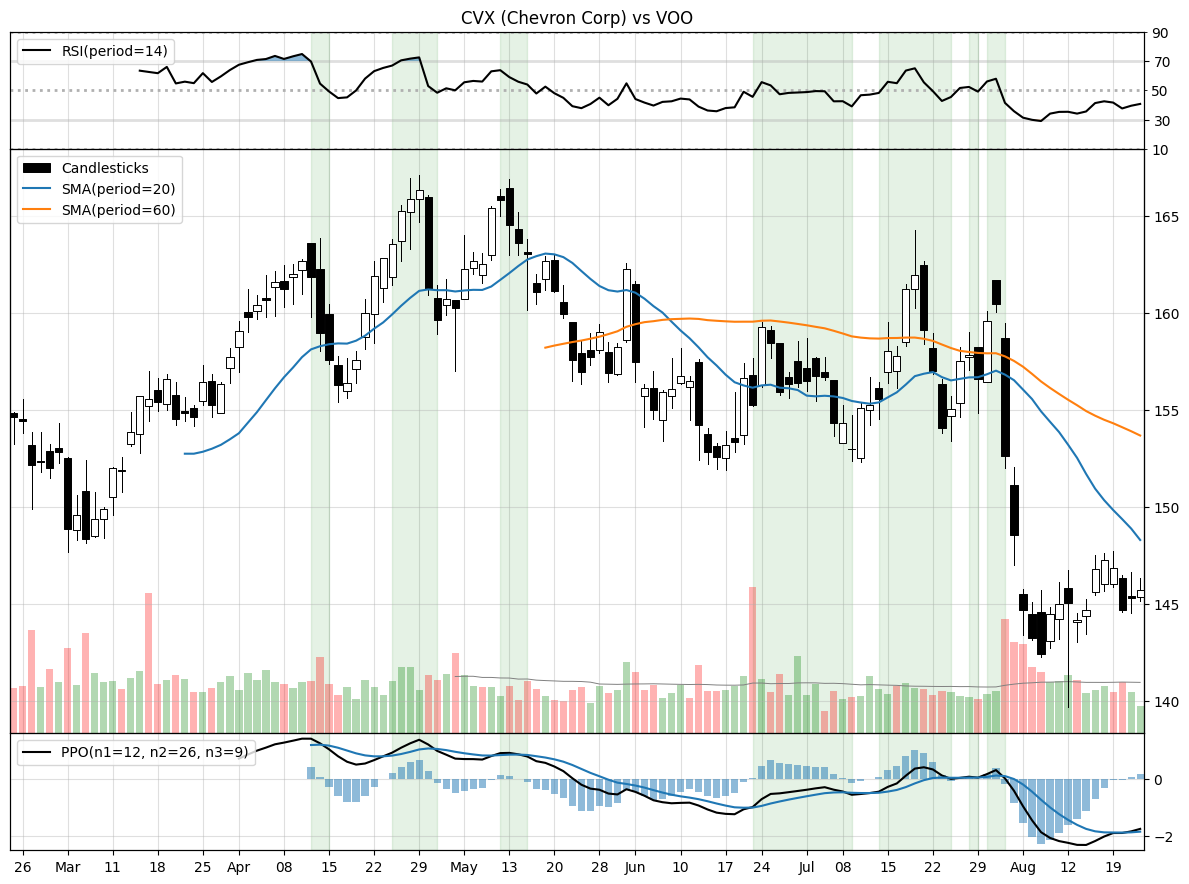 CVX (Chevron Corp) vs VOO
RSI(period=14)
90
70
50
30
10
Candlesticks
SMA(period=20)
SMA(period=60)
165
160
155
150
145
140
PPO(n1=12, n2=26, n3=9)
0
−2
26 Mar 11 18 25 Apr 08 15 22 29 May 13 20 28 Jun 10 17 24 Jul 08 15 22 29 Aug 12 19